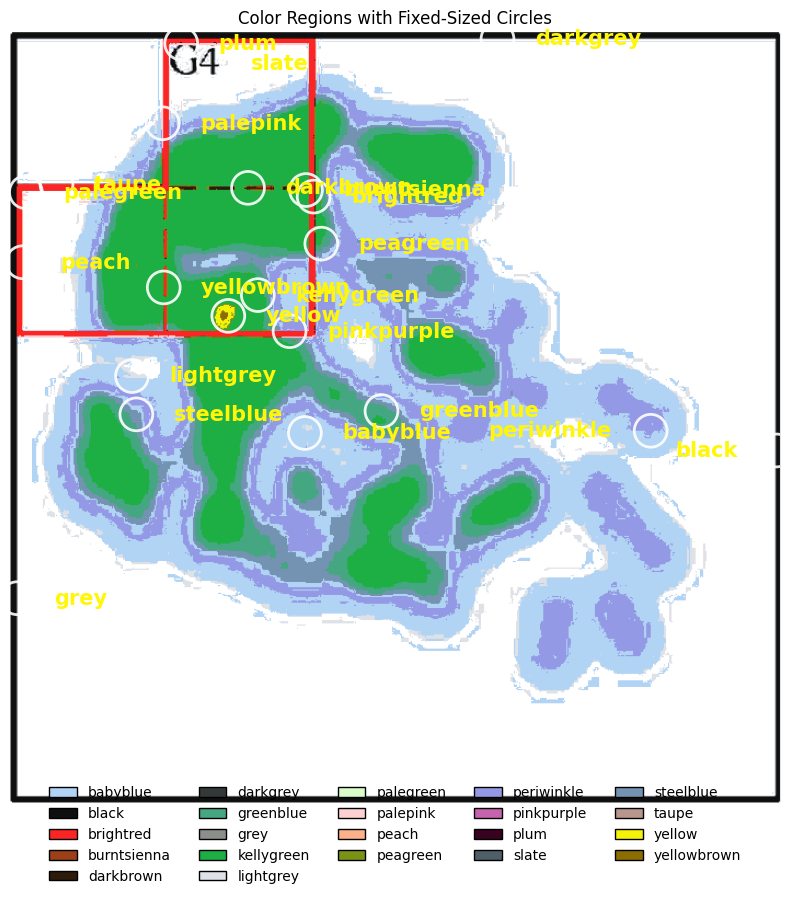 Color Regions with Fixed-Sized Circles
plum
darkgrey
G4
slate
palepink
taupe
darkbrown
burntsienna
palegreen
brightred
peagreen
peach
yellowbrown
kellygreen
yellow
pinkpurple
lightgrey
steelblue
greenblue
babyblue
periwinkle
black
grey
babyblue darkgrey palegreen periwinkle steelblue
black greenblue palepink pinkpurple taupe
brightred grey peach plum yellow
burntsienna kellygreen peagreen slate yellowbrown
darkbrown lightgrey